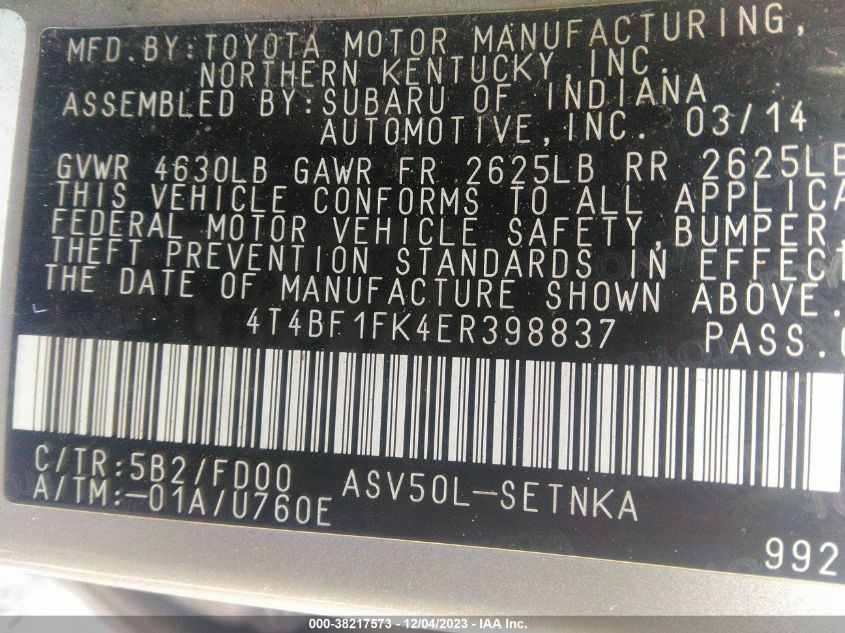 MFD.BY:TOYOTA MOTOR MANUFACTURING,
NORTHERN KENTUCKY,INC.
ASSEMBLED BY:SUBARU OF INDIANA
AUTOMOTIVE,INC. 03/14
GVWR 4630LB GAWR FR 2625LB RR 2625LB
THIS VEHICLE CONFORMS TO ALL APPLICA
FEDERAL MOTOR VEHICLE SAFETY,BUMPER,
THEFT PREVENTION STANDARDS IN EFFECT
THE DATE OF MANUFACTURE SHOWN ABOVE.
4T4BF1FK4ER398837 PASS.
C/TR:5B2/FD00 ASV50L-SETNKA
A/TM:-01A/U760E
992
000-38217573 - 12/04/2023 - IAA Inc.